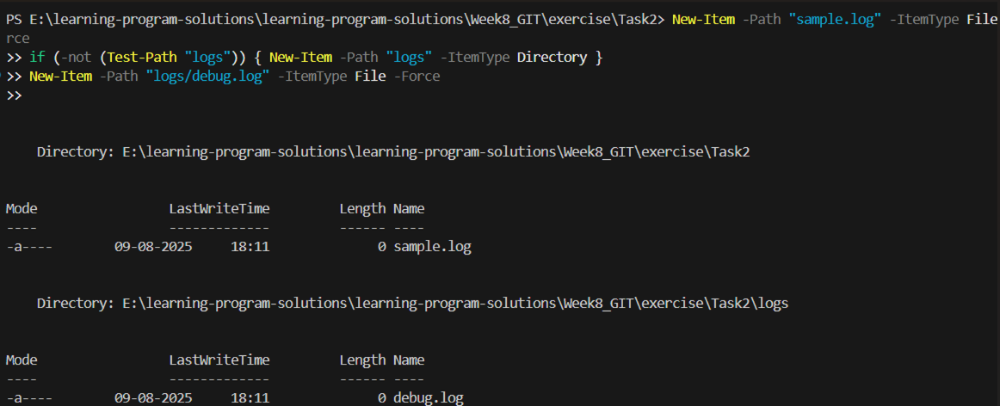 PS E:\learning-program-solutions\learning-program-solutions\Week8_GIT\exercise\Task2> New-Item -Path "sample.log" -ItemType File
rce
>> if (-not (Test-Path "logs")) { New-Item -Path "logs" -ItemType Directory }
>> New-Item -Path "logs/debug.log" -ItemType File -Force
>>
Directory: E:\learning-program-solutions\learning-program-solutions\Week8_GIT\exercise\Task2
Mode                 LastWriteTime         Length Name
----                 -------------         ------ ----
-a----        09-08-2025     18:11              0 sample.log
Directory: E:\learning-program-solutions\learning-program-solutions\Week8_GIT\exercise\Task2\logs
Mode                 LastWriteTime         Length Name
----                 -------------         ------ ----
-a----        09-08-2025     18:11              0 debug.log